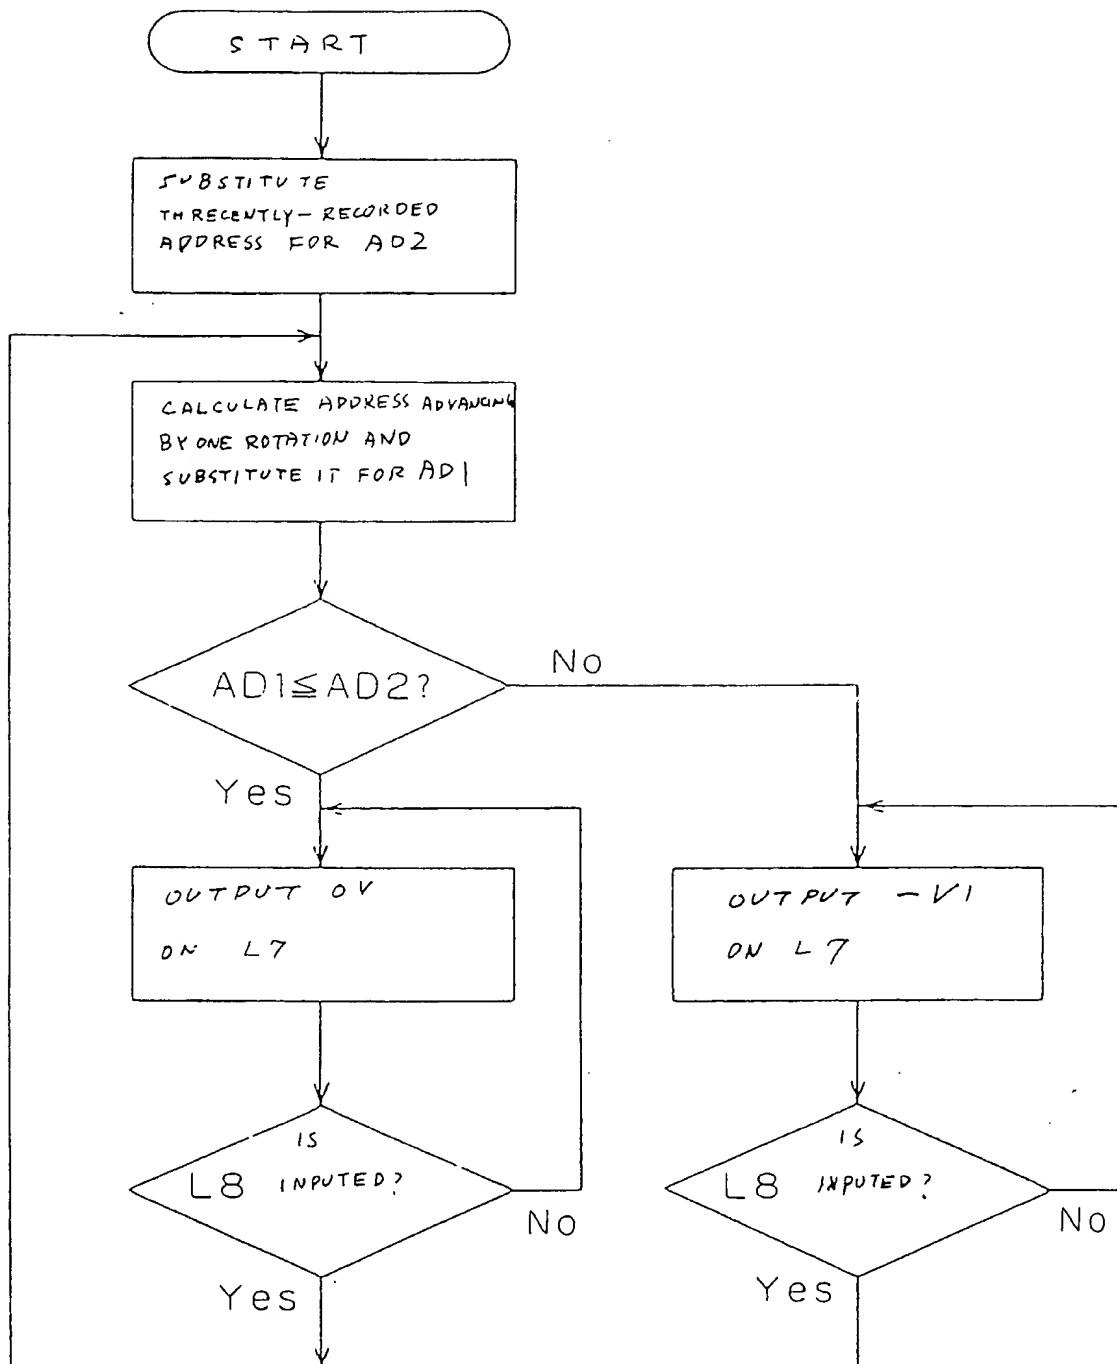 START
SUBSTITUTE
THRECENTLY-RECORDED
ADDRESS FOR AD2
CALCULATE ADDRESS ADVANCING
BY ONE ROTATION AND
SUBSTITUTE IT FOR AD1
AD1≦AD2?
No
Yes
OUTPUT 0V
ON L7
OUTPUT -V1
ON L7
IS
L8 INPUTED?
No
Yes
IS
L8 INPUTED?
No
Yes